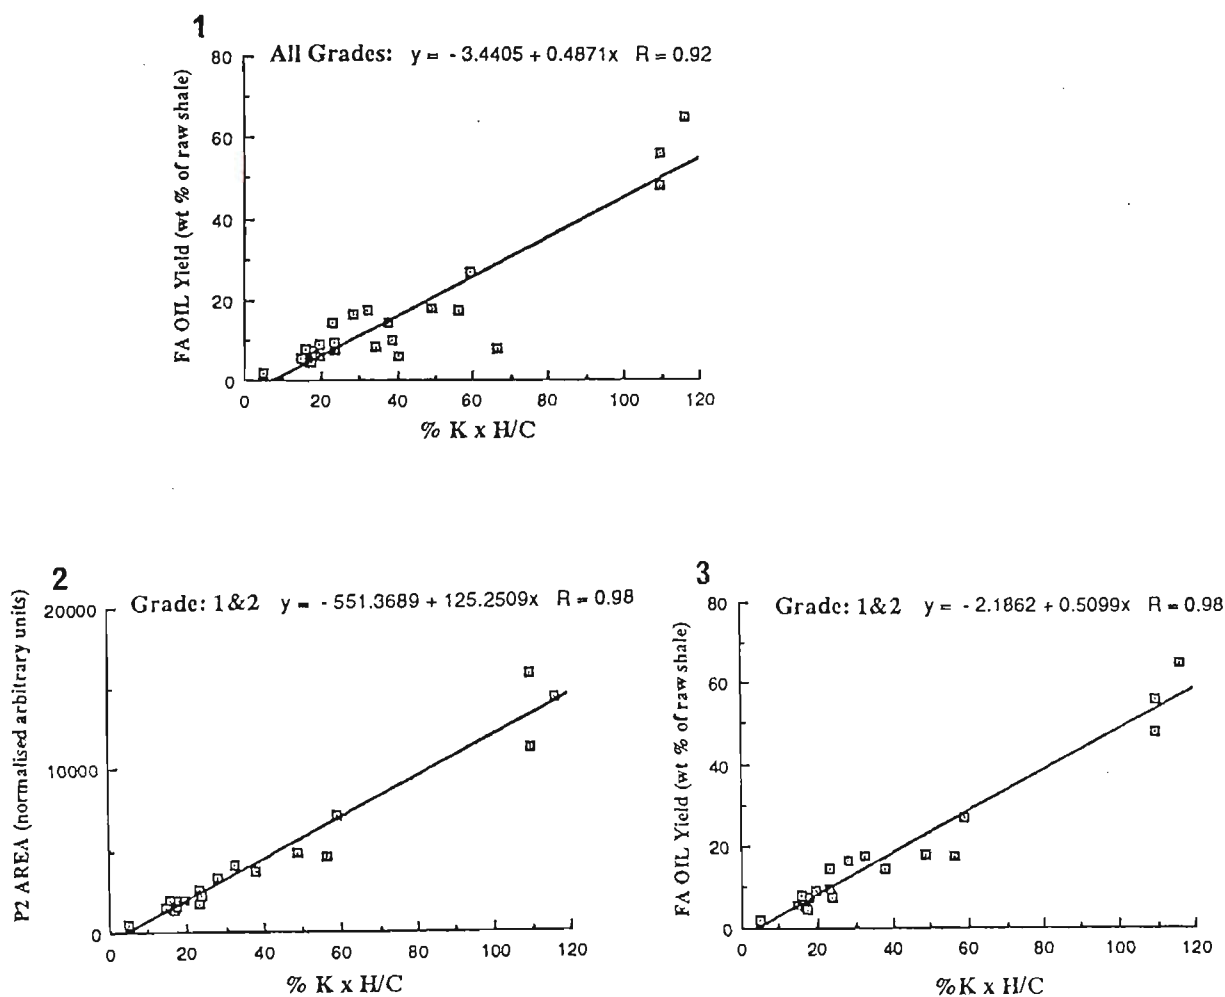 1
All Grades: y = - 3.4405 + 0.4871x R = 0.92
FA OIL Yield (wt % of raw shale)
80
60
40
20
0
0 20 40 60 80 100 120
% K x H/C
2
Grade: 1&2 y = - 551.3689 + 125.2509x R = 0.98
P2 AREA (normalised arbitrary units)
20000
10000
0
0 20 40 60 80 100 120
% K x H/C
3
Grade: 1&2 y = - 2.1862 + 0.5099x R = 0.98
FA OIL Yield (wt % of raw shale)
80
60
40
20
0
0 20 40 60 80 100 120
%K x H/C